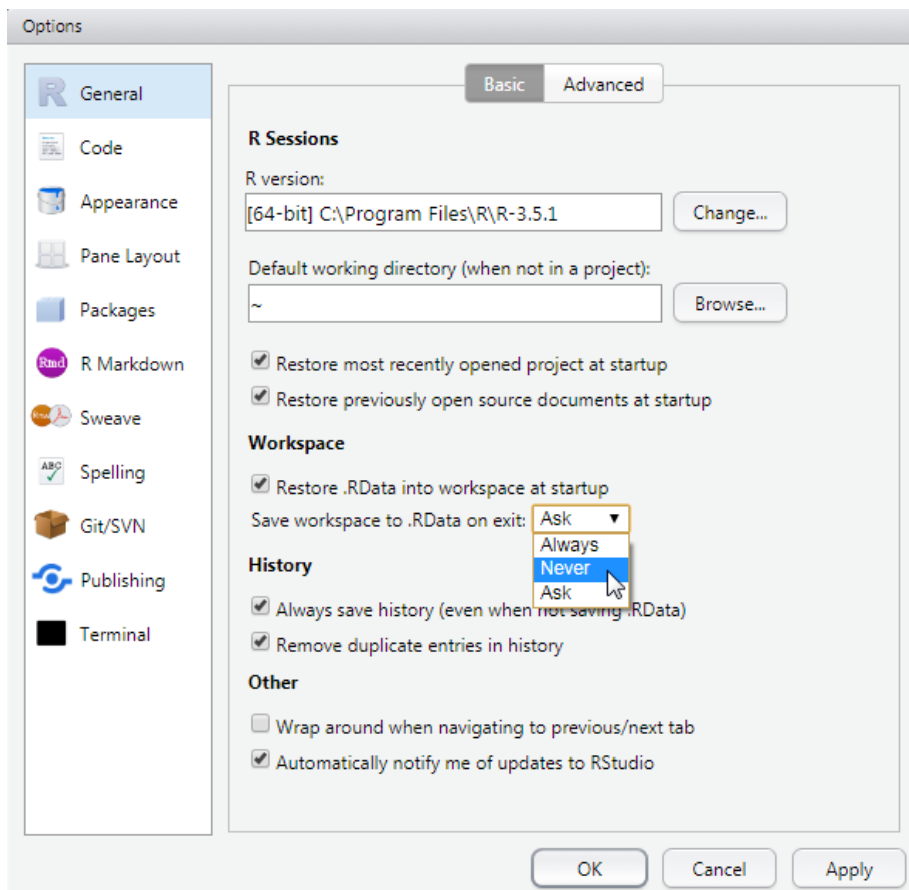 Options
General
Code
Appearance
Pane Layout
Packages
Rmd R Markdown
Sweave
ABC Spelling
Git/SVN
Publishing
Terminal
Basic Advanced
R Sessions
R version:
[64-bit] C:\Program Files\R\R-3.5.1 Change...
Default working directory (when not in a project):
~ Browse...
Restore most recently opened project at startup
Restore previously open source documents at startup
Workspace
Restore .RData into workspace at startup
Save workspace to .RData on exit: Ask
Always
Never
Ask
History
Always save history (even when not saving .RData)
Remove duplicate entries in history
Other
Wrap around when navigating to previous/next tab
Automatically notify me of updates to RStudio
OK Cancel Apply